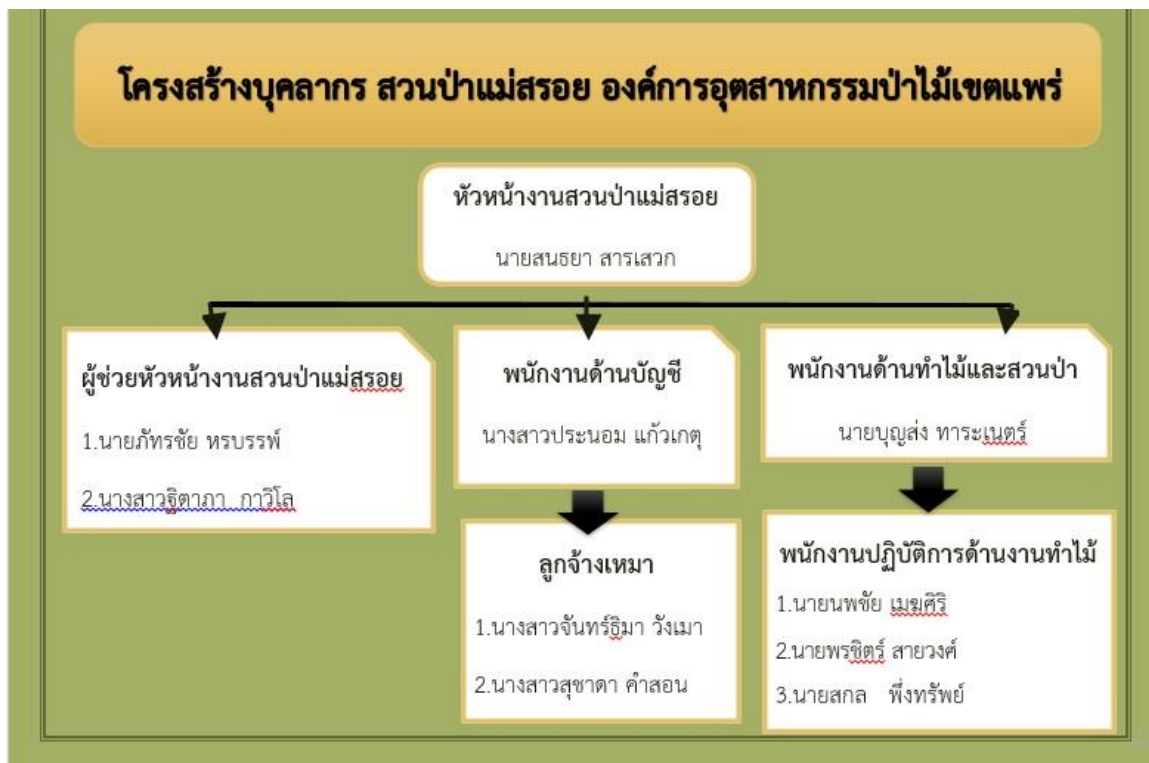 โครงสร้างบุคลากร สวนป่าแม่สรอย องค์การอุตสาหกรรมป่าไม้เขตแพร่
หัวหน้างานสวนป่าแม่สรอย
นายสนธยา สารเสวก
ผู้ช่วยหัวหน้างานสวนป่าแม่สรอย
1.นายภัทรชัย หรบรรพ์
2.นางสาวฐิตาภา กาวิโล
พนักงานด้านบัญชี
นางสาวประนอม แก้วเกตุ
ลูกจ้างเหมา
1.นางสาวจันทร์ธิมา วังเมา
2.นางสาวสุชาดา คำสอน
พนักงานด้านทำไม้และสวนป่า
นายบุญส่ง ทาระเนตร์
พนักงานปฏิบัติการด้านงานทำไม้
1.นายนพชัย เมฆศิริ
2.นายพรชิตร์ สายวงศ์
3.นายสกล พึ่งทรัพย์